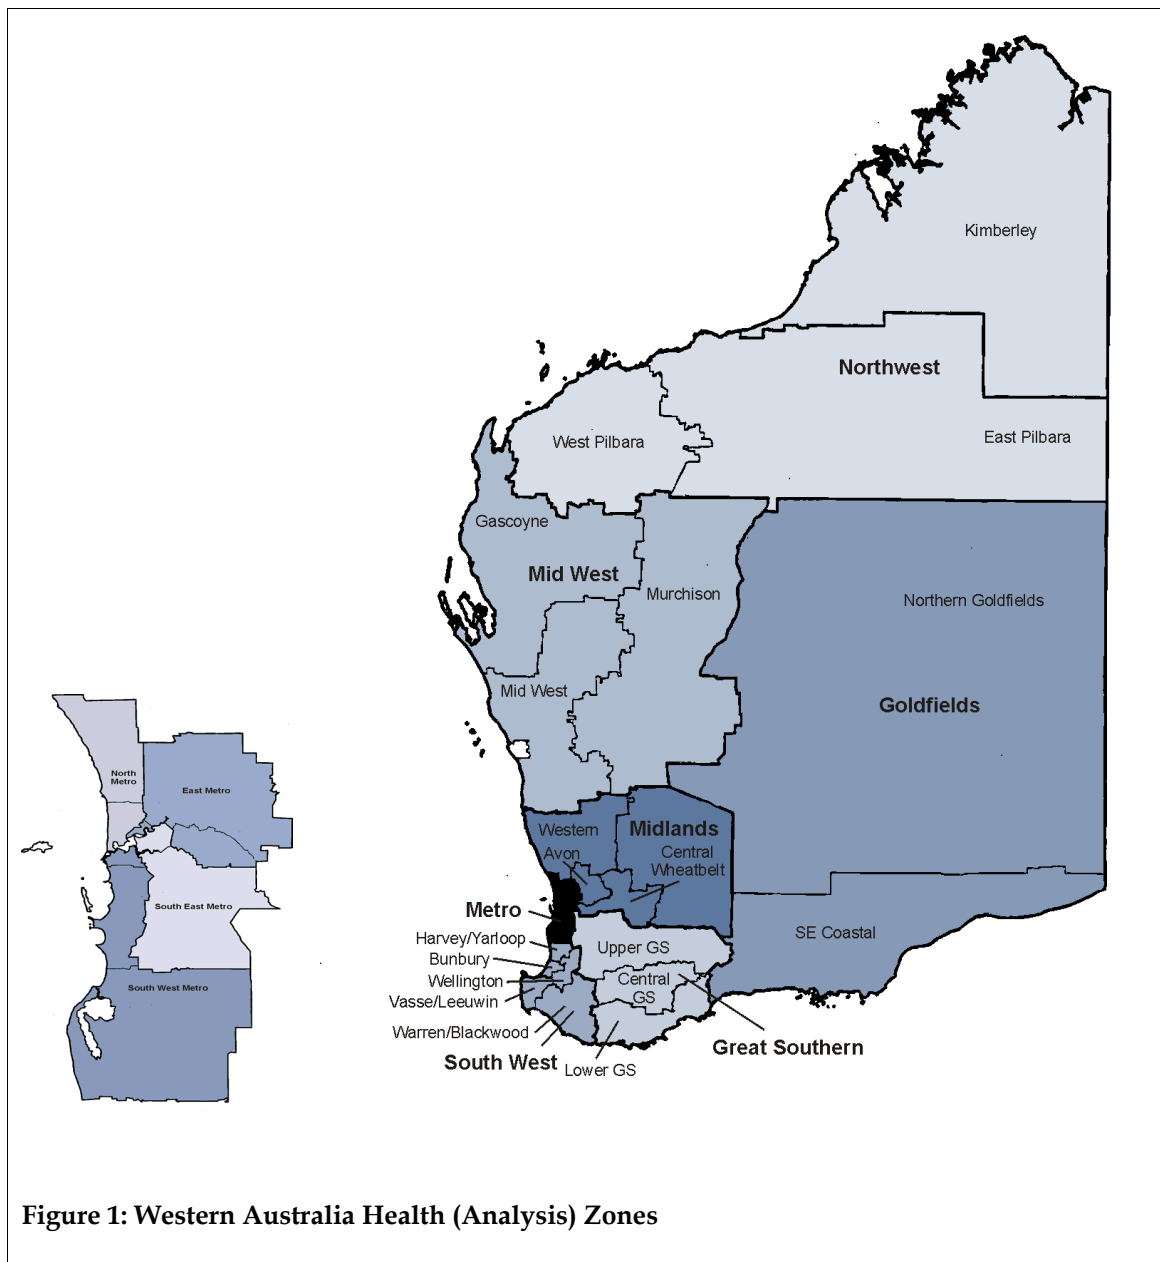 Kimberley
Northwest
East Pilbara
West Pilbara
Gascoyne
Mid West
Murchison
Northern Goldfields
Mid West
Goldfields
North
Metro
East Metro
South East Metro
South West Metro
Western
Midlands
Avon
Central
Wheatbelt
Metro
SE Coastal
Harvey/Yarloop
Upper GS
Bunbury
Wellington
Central
GS
Vasse/Leeuwin
Warren/Blackwood
South West
Lower GS
Great Southern
Figure 1: Western Australia Health (Analysis) Zones